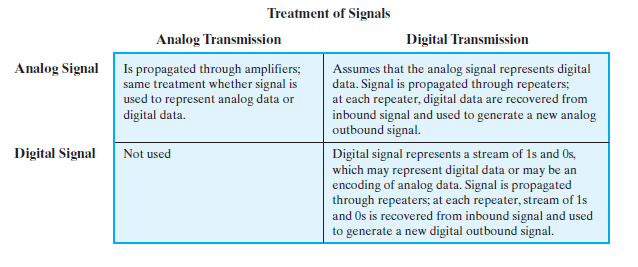 Treatment of Signals
Analog Transmission
Digital Transmission
Analog Signal
Is propagated through amplifiers;
same treatment whether signal is
used to represent analog data or
digital data.
Assumes that the analog signal represents digital
data. Signal is propagated through repeaters;
at each repeater, digital data are recovered from
inbound signal and used to generate a new analog
outbound signal.
Digital Signal
Not used
Digital signal represents a stream of 1s and 0s,
which may represent digital data or may be an
encoding of analog data. Signal is propagated
through repeaters; at each repeater, stream of 1s
and 0s is recovered from inbound signal and used
to generate a new digital outbound signal.